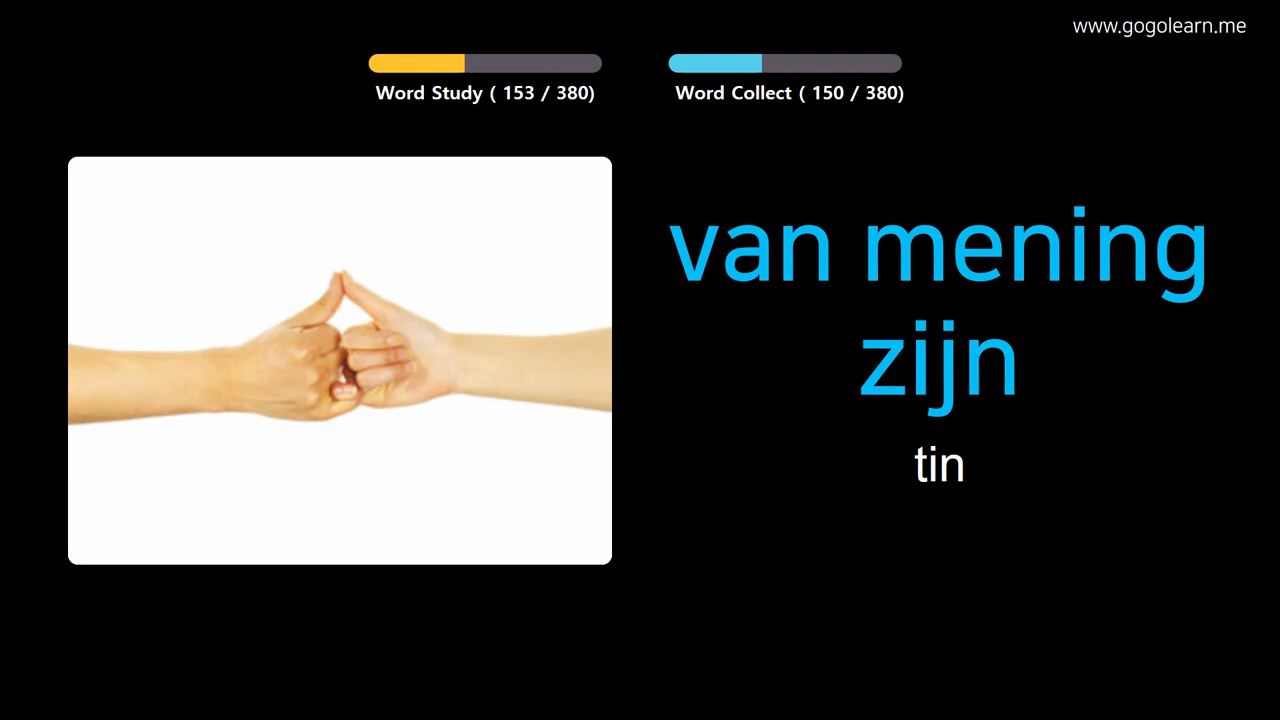 www.gogolearn.me
Word Study ( 153 / 380)
Word Collect ( 150 / 380)
van mening
zijn
tin